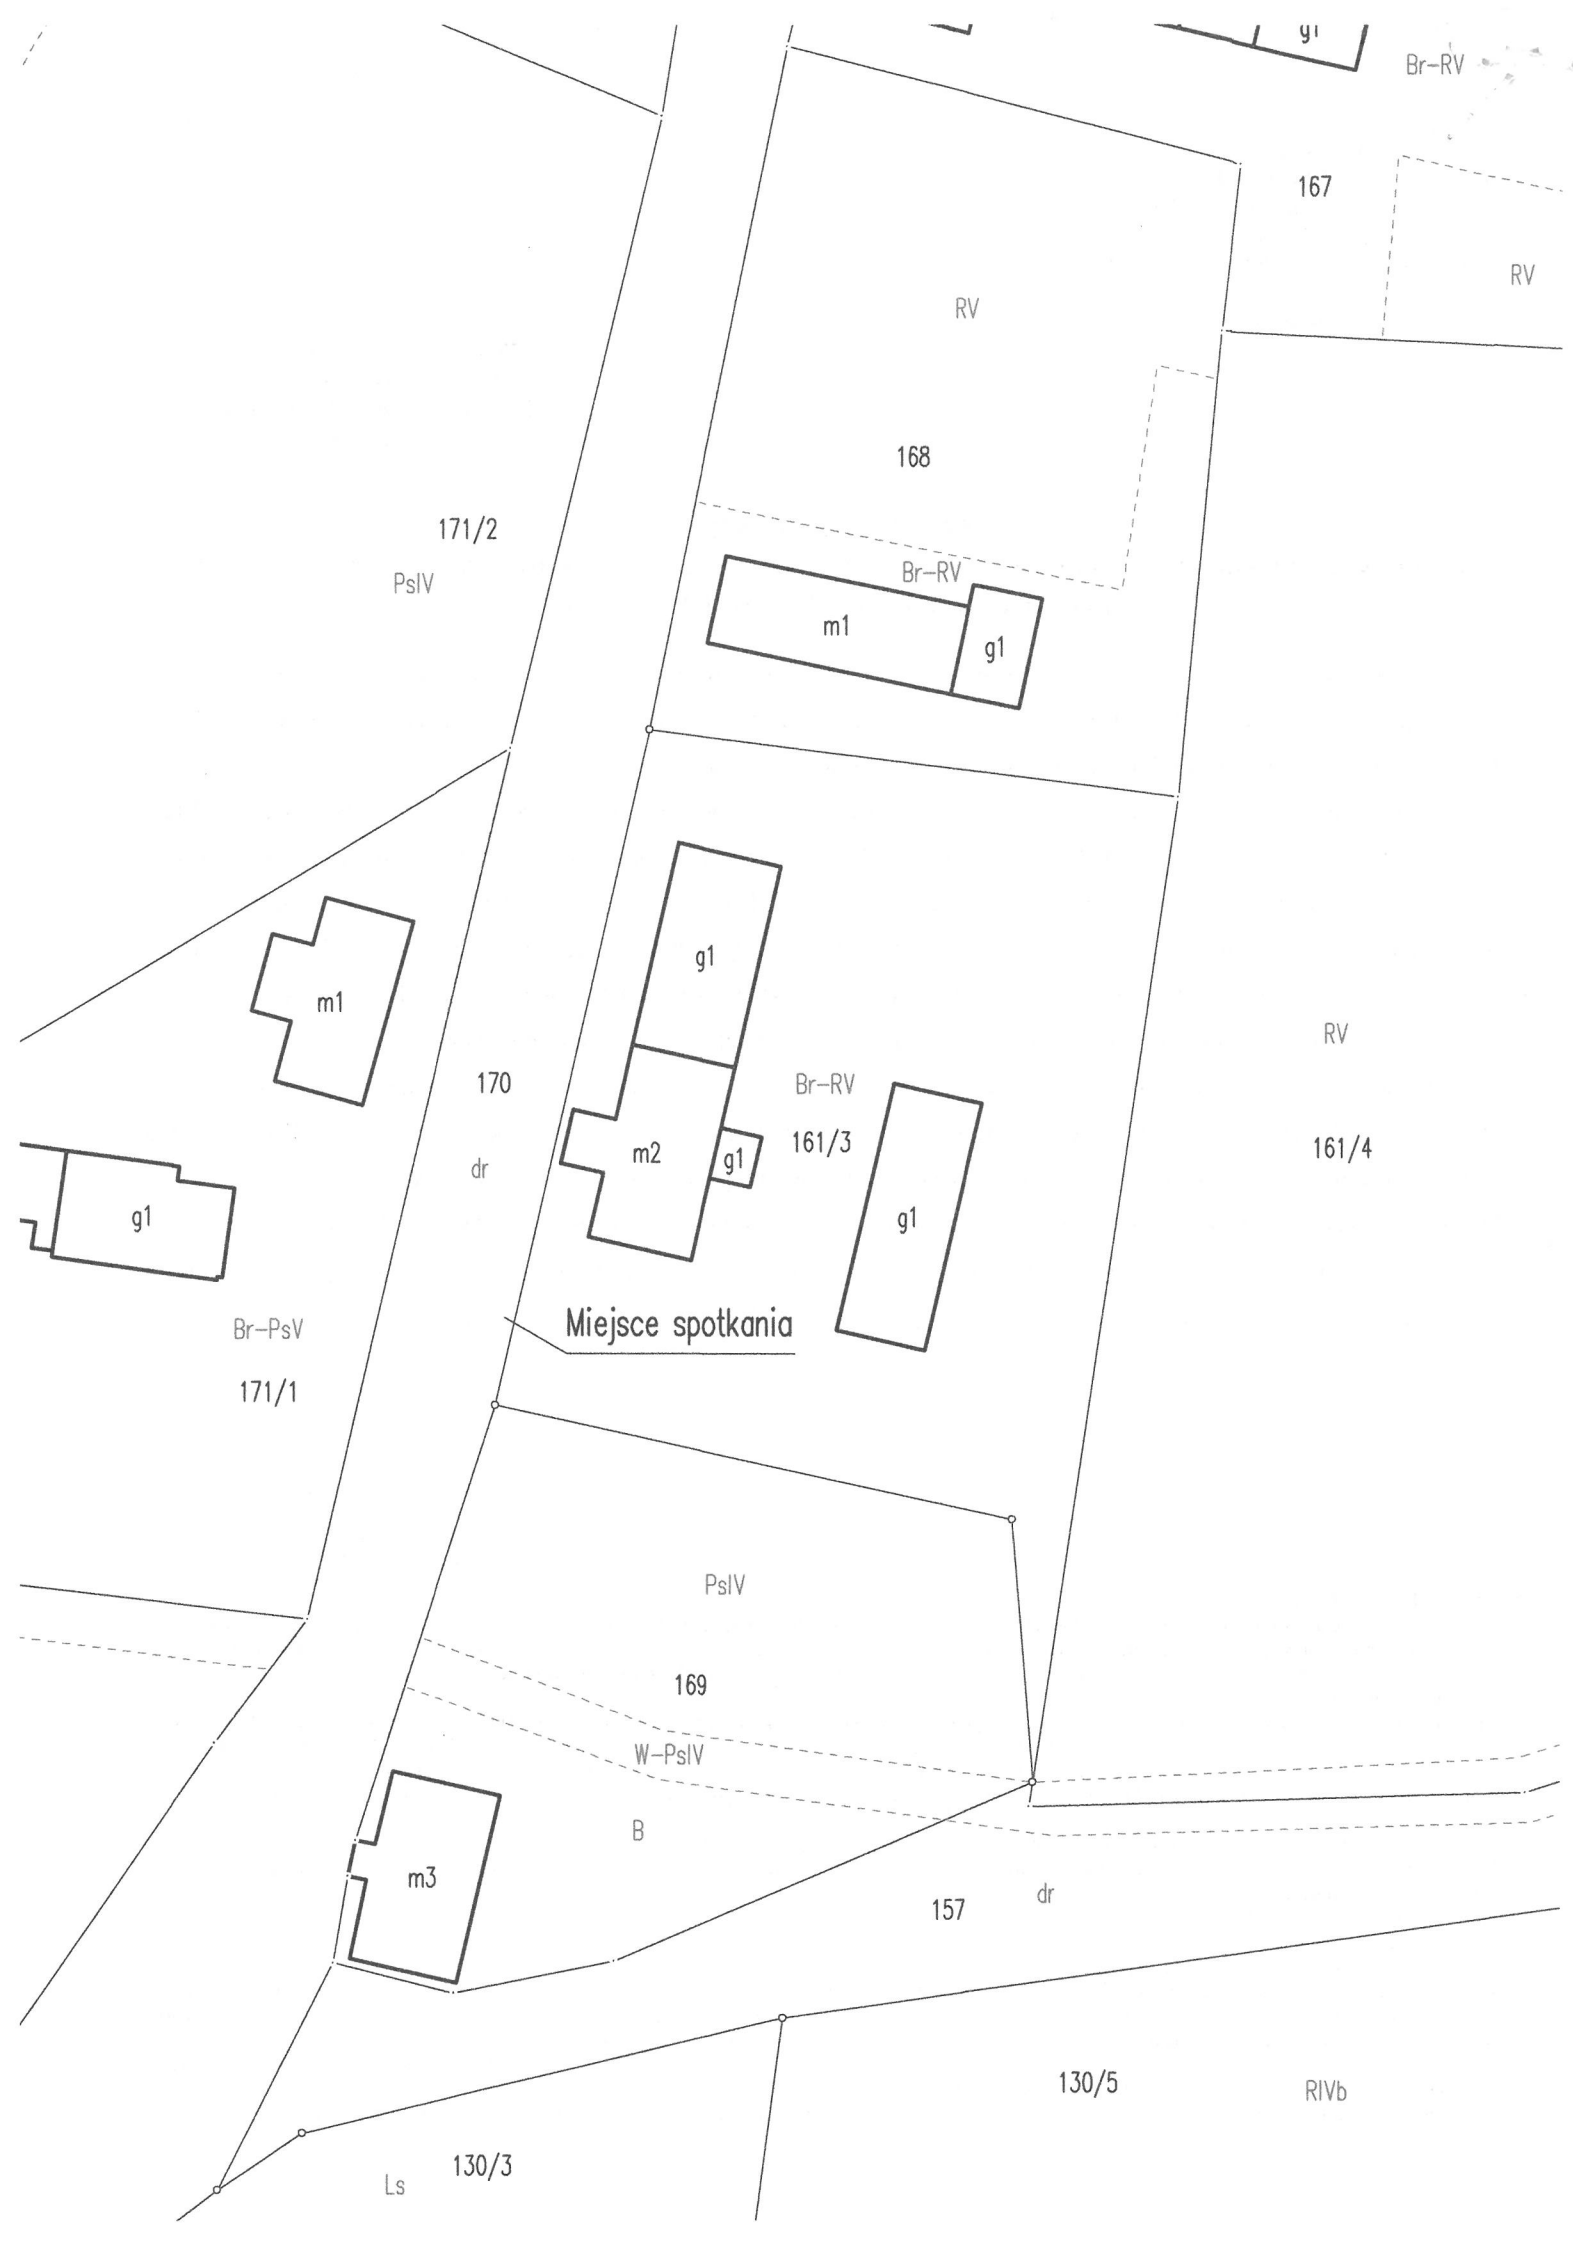 g1
Br-RV
167
RV
RV
168
171/2
PsIV
Br-RV
m1
g1
g1
m1
RV
170
Br-RV
161/3
161/4
m2
g1
dr
g1
g1
Miejsce spotkania
Br-PsV
171/1
PsIV
169
W-PsIV
B
m3
157
dr
130/5
RIVb
130/3
Ls